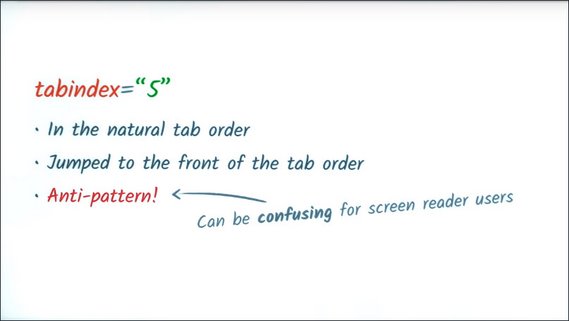 tabindex=“5”
· In the natural tab order
· Jumped to the front of the tab order
· Anti-pattern!
Can be confusing for screen reader users